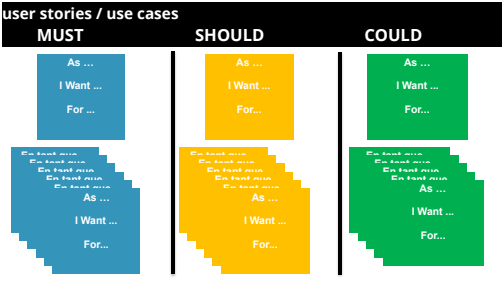 user stories / use cases
MUST SHOULD COULD
As …
I Want ...
For ...
As …
I Want ...
For...
As …
I Want ...
For...
En tant que
En tant que
En tant que
En tant que
En tant que
As …
I Want ...
For...
En tant que
En tant que
En tant que
En tant que
En tant que
As …
I Want ...
For...
En tant que
En tant que
En tant que
En tant que
En tant que
As …
I Want ...
For...